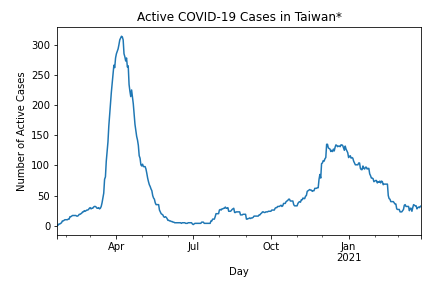 Active COVID-19 Cases in Taiwan*
Number of Active Cases
300
250
200
150
100
50
0
Apr
Jul
Oct
Jan
2021
Day